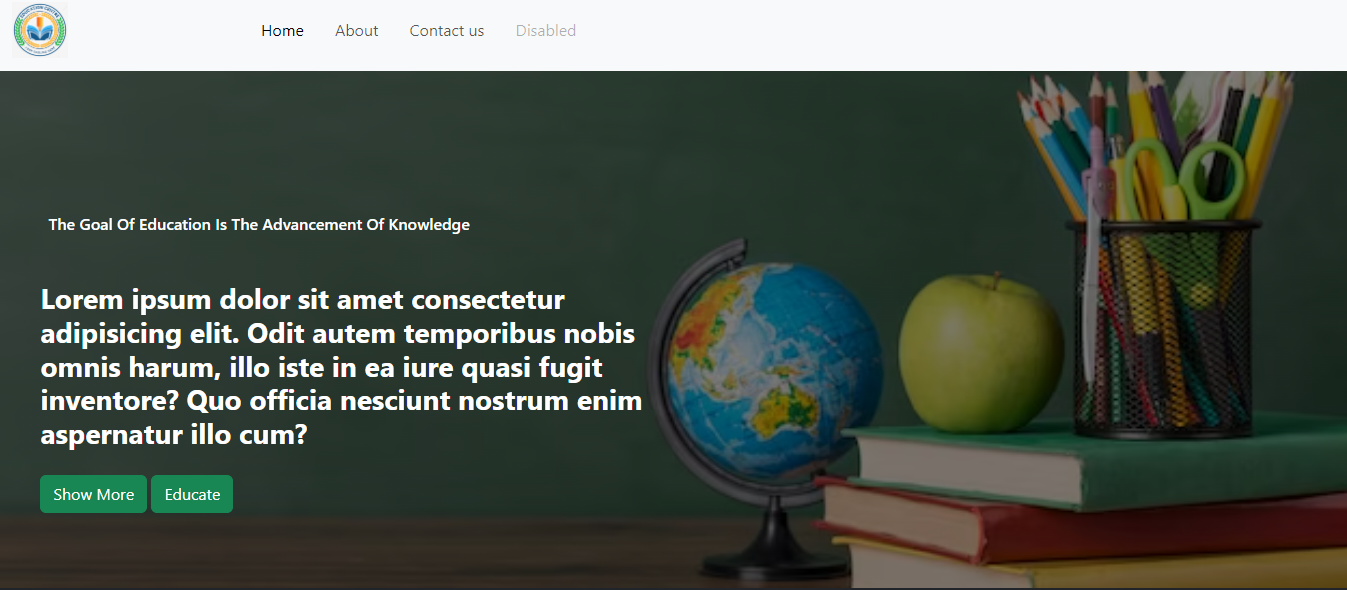 Home About Contact us Disabled
The Goal Of Education Is The Advancement Of Knowledge
Lorem ipsum dolor sit amet consectetur
adipisicing elit. Odit autem temporibus nobis
omnis harum, illo iste in ea iure quasi fugit
inventore? Quo officia nesciunt nostrum enim
aspernatur illo cum?
Show More Educate